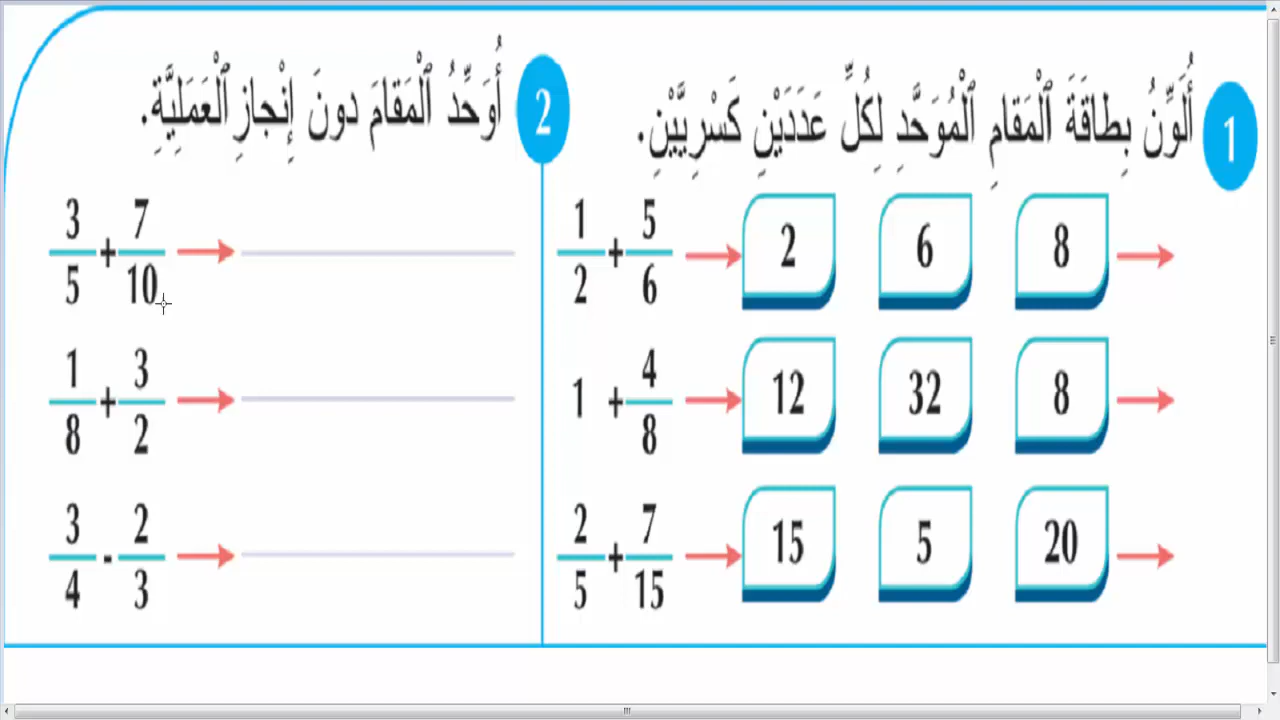 1 أُلَوِّنُ بِطاقَةَ ٱلْمَقامِ ٱلْمُوَحَّدِ لِكُلِّ عَدَدَيْنِ كَسْرِيَّيْنِ.
1/2 + 5/6 → 2 6 8 →
1 + 4/8 → 12 32 8 →
2/5 + 7/15 → 15 5 20 →
2 أُوَحِّدُ ٱلْمَقامَ دونَ إِنْجازِ ٱلْعَمَلِيَّةِ.
3/5 + 7/10 →
1/8 + 3/2 →
3/4 - 2/3 →